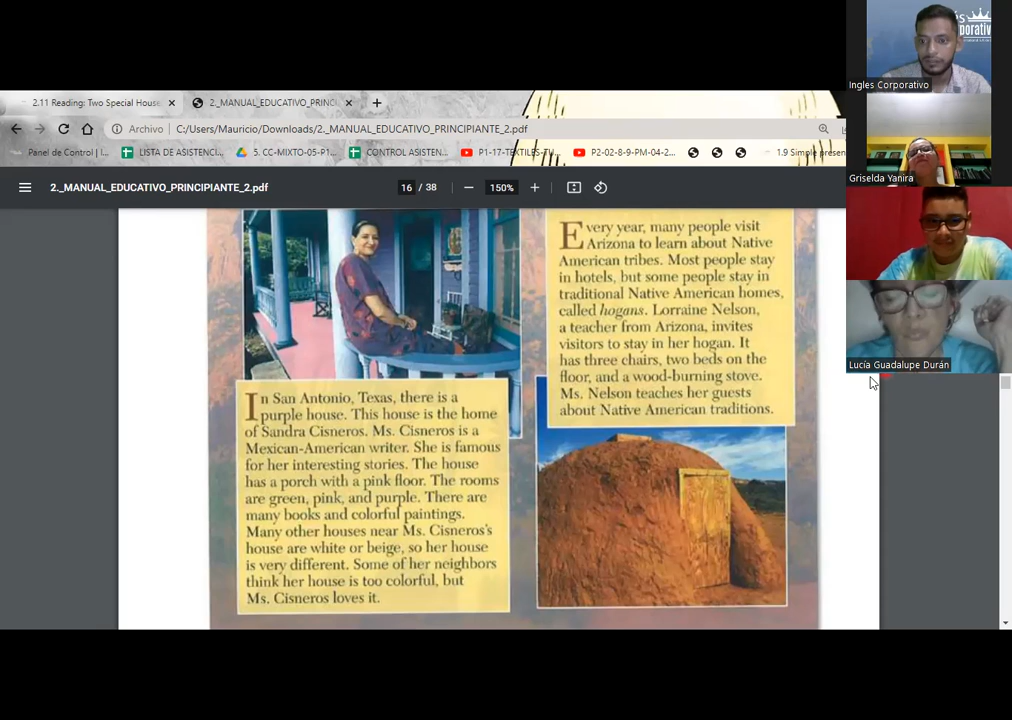 2.11 Reading: Two Special House
2._MANUAL_EDUCATIVO_PRINCI
Archivo
C:/Users/Mauricio/Downloads/2._MANUAL_EDUCATIVO_PRINCIPIANTE_2.pdf
Panel de Control | I...
LISTA DE ASISTENCI...
5. CC-MIXTO-05-P1...
CONTROL ASISTEN...
P1-17-TEXTILES-TU...
P2-02-8-9-PM-04-2...
1.9 Simple presen
2._MANUAL_EDUCATIVO_PRINCIPIANTE_2.pdf
16 / 38
150%
In San Antonio, Texas, there is a
purple house. This house is the home
of Sandra Cisneros. Ms. Cisneros is a
Mexican-American writer. She is famous
for her interesting stories. The house
has a porch with a pink floor. The rooms
are green, pink, and purple. There are
many books and colorful paintings.
Many other houses near Ms. Cisneros's
house are white or beige, so her house
is very different. Some of her neighbors
think her house is too colorful, but
Ms. Cisneros loves it.
Every year, many people visit
Arizona to learn about Native
American tribes. Most people stay
in hotels, but some people stay in
traditional Native American homes,
called hogans. Lorraine Nelson,
a teacher from Arizona, invites
visitors to stay in her hogan. It
has three chairs, two beds on the
floor, and a wood-burning stove.
Ms. Nelson teaches her guests
about Native American traditions.
Ingles Corporativo
Griselda Yanira
Lucía Guadalupe Durán